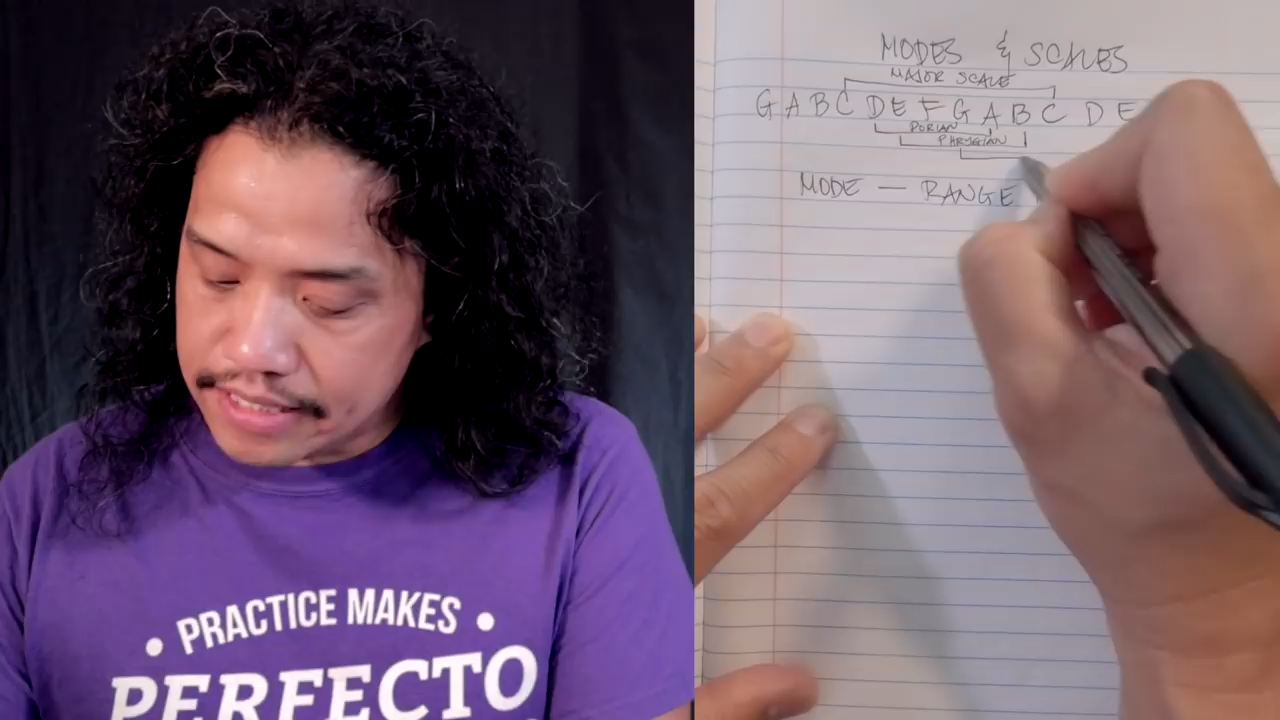 • PRACTICE MAKES •
PERFECTO
MODES & SCALES
MAJOR SCALE
G A B C D E F G A B C D E
DORIAN
PHRYGIAN
MODE — RANGE